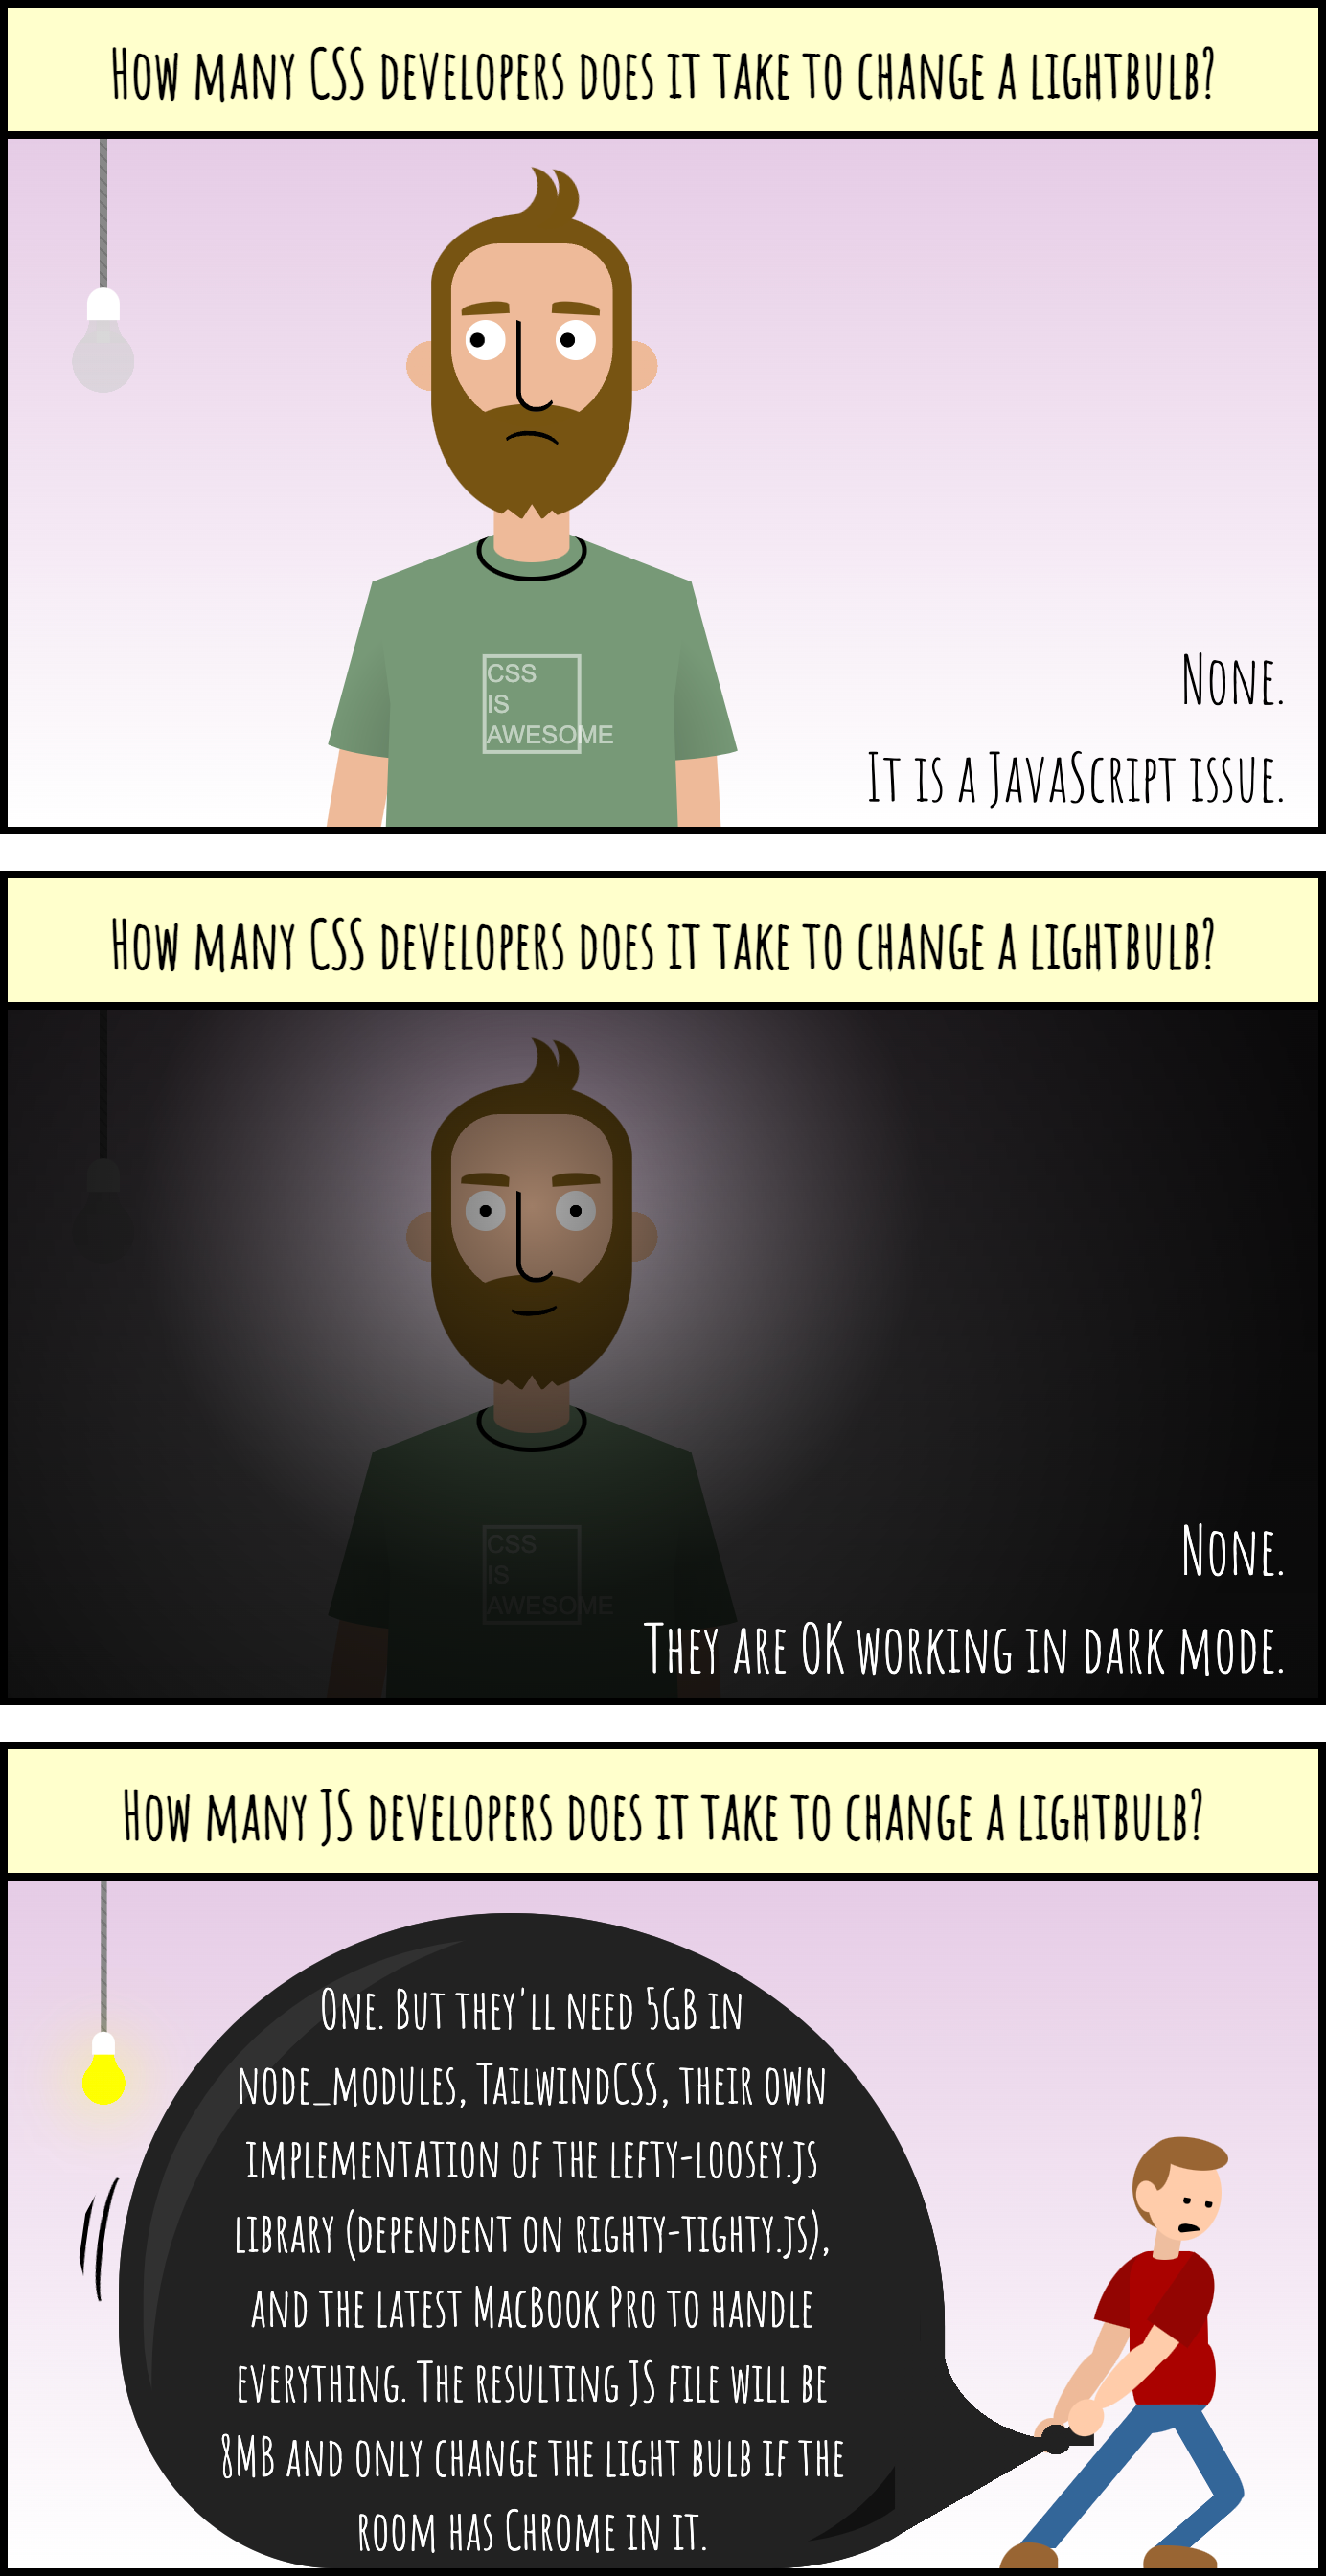 How many CSS developers does it take to change a lightbulb?
CSS
IS
AWESOME
None.
It is a JavaScript issue.
How many CSS developers does it take to change a lightbulb?
CSS
IS
AWESOME
None.
They are OK working in dark mode.
How many JS developers does it take to change a lightbulb?
One. But they'll need 5GB in
node_modules, TailwindCSS, their own
implementation of the lefty-loosey.js
library (dependent on righty-tighty.js),
and the latest MacBook Pro to handle
everything. The resulting JS file will be
8MB and only change the light bulb if the
room has Chrome in it.